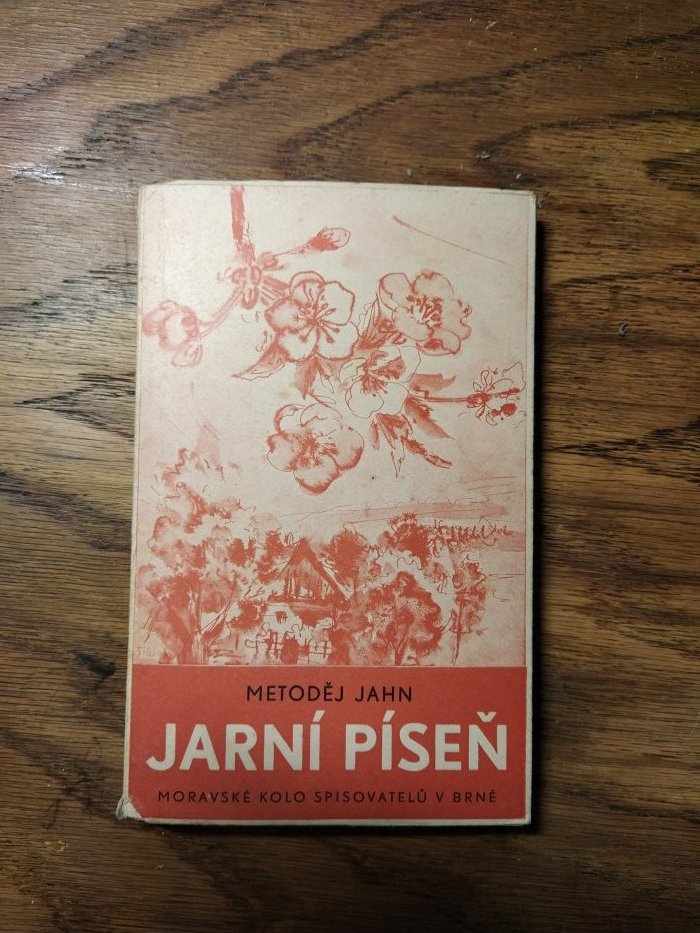 METODĚJ JAHN
JARNÍ PÍSEŇ
MORAVSKÉ KOLO SPISOVATELŮ V BRNĚ